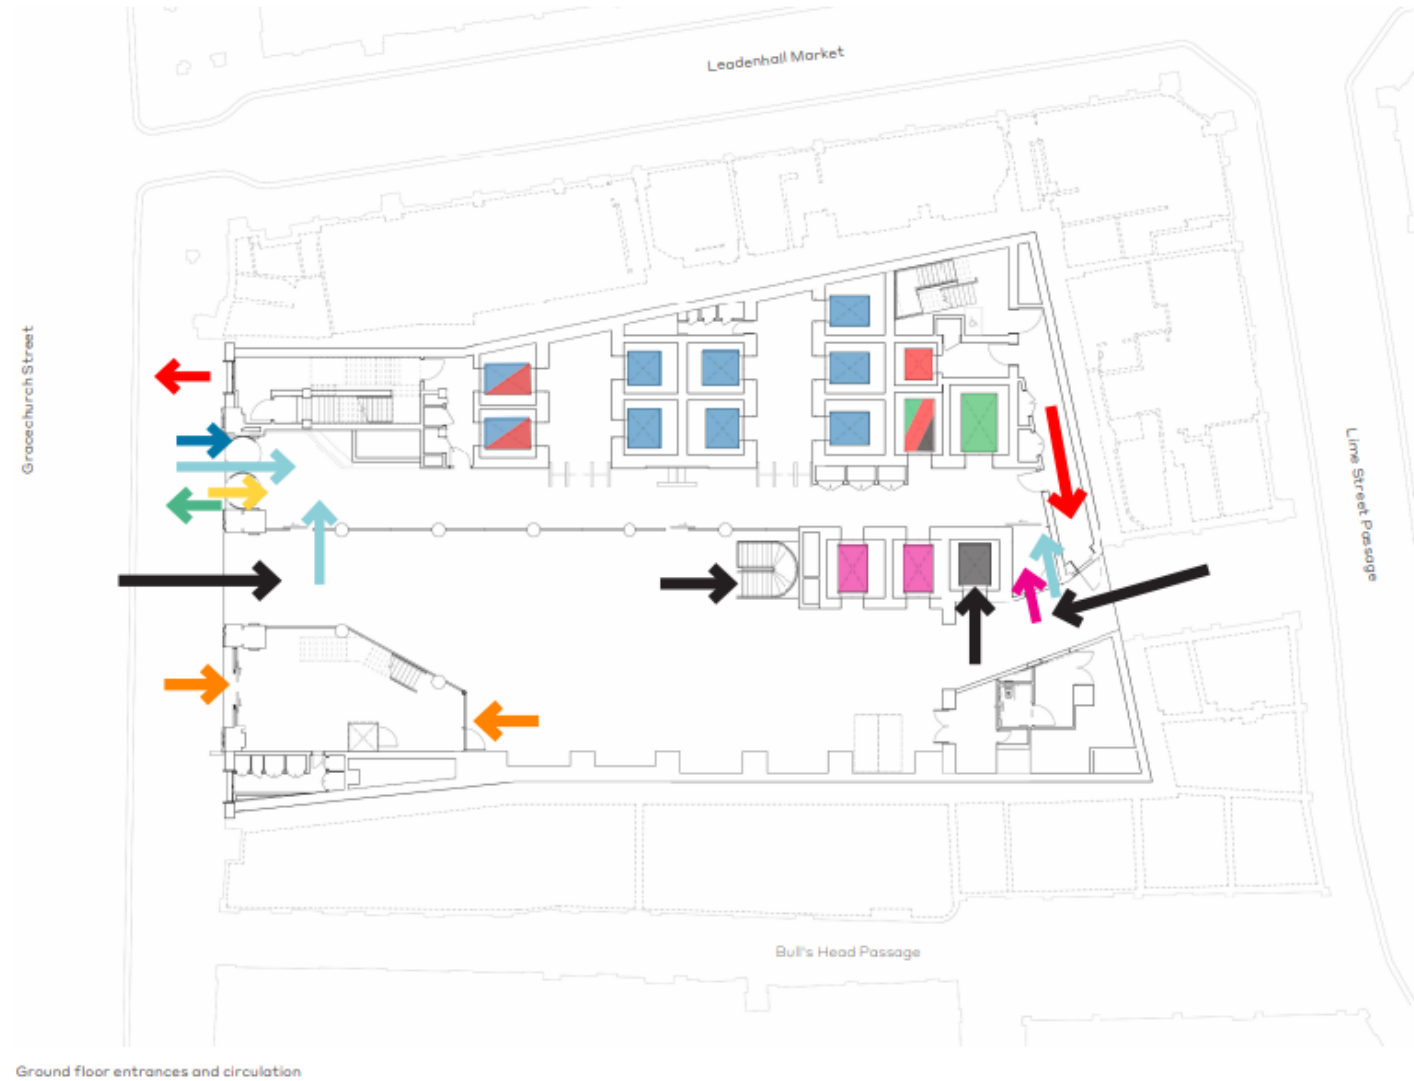 Leadenhall Market
Gracechurch Street
Lime Street Passage
Bull's Head Passage
Ground floor entrances and circulation